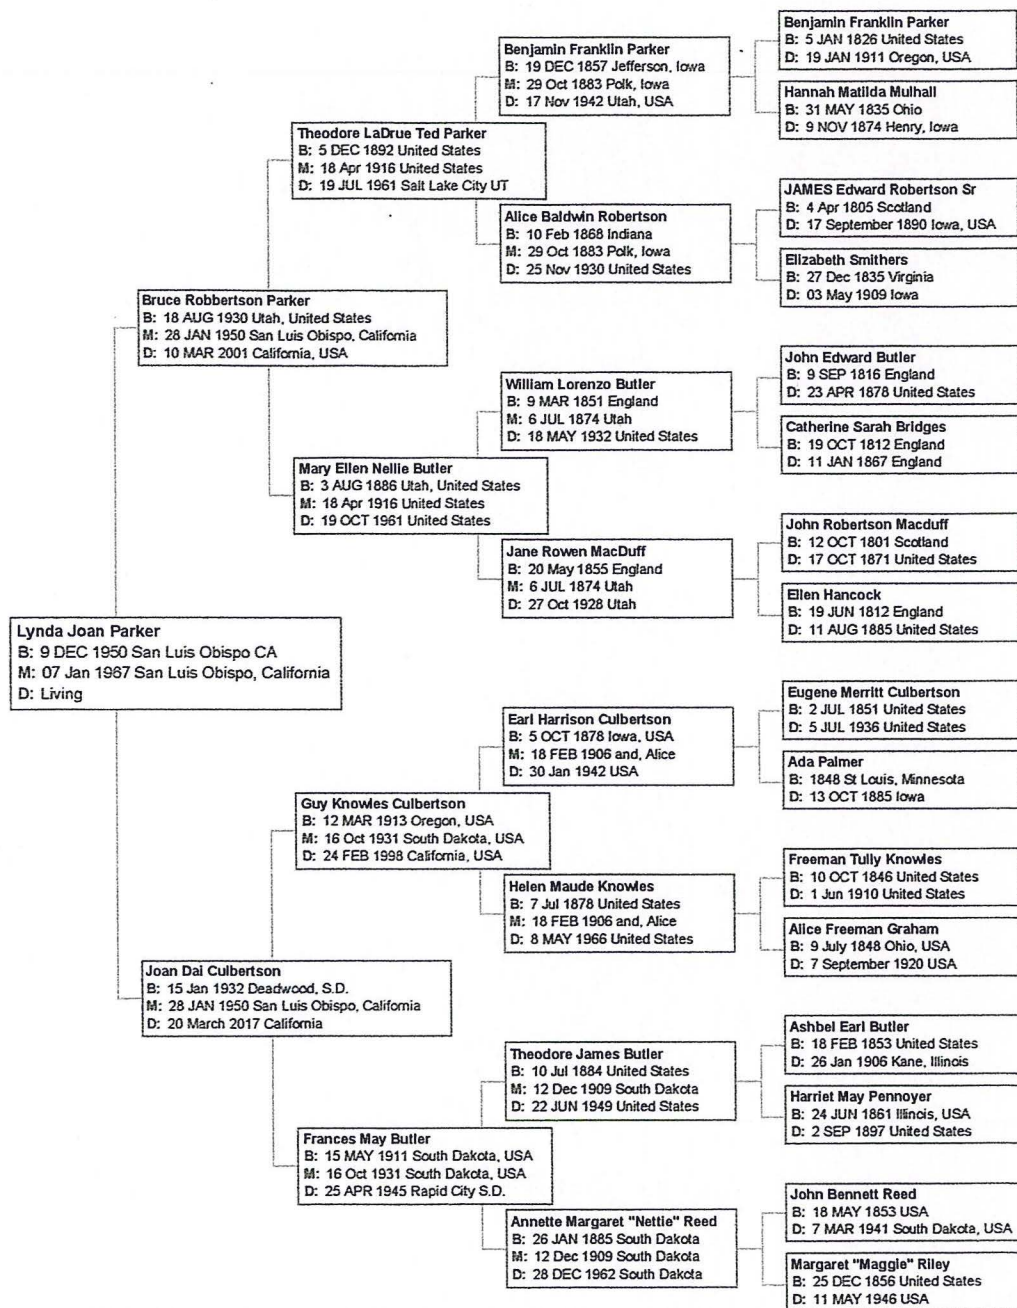 Benjamin Franklin Parker
B: 5 JAN 1826 United States
D: 19 JAN 1911 Oregon, USA
Benjamin Franklin Parker
B: 19 DEC 1857 Jefferson, Iowa
M: 29 Oct 1883 Polk, Iowa
D: 17 Nov 1942 Utah, USA
Hannah Matilda Mulhall
B: 31 MAY 1835 Ohio
D: 9 NOV 1874 Henry, Iowa
Theodore LaDrue Ted Parker
B: 5 DEC 1892 United States
M: 18 Apr 1916 United States
D: 19 JUL 1961 Salt Lake City UT
JAMES Edward Robertson Sr
B: 4 Apr 1805 Scotland
D: 17 September 1890 Iowa, USA
Alice Baldwin Robertson
B: 10 Feb 1868 Indiana
M: 29 Oct 1883 Polk, Iowa
D: 25 Nov 1930 United States
Elizabeth Smithers
B: 27 Dec 1835 Virginia
D: 03 May 1909 Iowa
Bruce Robbertson Parker
B: 18 AUG 1930 Utah, United States
M: 28 JAN 1950 San Luis Obispo, California
D: 10 MAR 2001 California, USA
John Edward Butler
B: 9 SEP 1816 England
D: 23 APR 1878 United States
William Lorenzo Butler
B: 9 MAR 1851 England
M: 6 JUL 1874 Utah
D: 18 MAY 1932 United States
Catherine Sarah Bridges
B: 19 OCT 1812 England
D: 11 JAN 1867 England
Mary Ellen Nellie Butler
B: 3 AUG 1886 Utah, United States
M: 18 Apr 1916 United States
D: 19 OCT 1961 United States
John Robertson Macduff
B: 12 OCT 1801 Scotland
D: 17 OCT 1871 United States
Jane Rowen MacDuff
B: 20 May 1855 England
M: 6 JUL 1874 Utah
D: 27 Oct 1928 Utah
Ellen Hancock
B: 19 JUN 1812 England
D: 11 AUG 1885 United States
Lynda Joan Parker
B: 9 DEC 1950 San Luis Obispo CA
M: 07 Jan 1967 San Luis Obispo, California
D: Living
Eugene Merritt Culbertson
B: 2 JUL 1851 United States
D: 5 JUL 1936 United States
Earl Harrison Culbertson
B: 5 OCT 1878 Iowa, USA
M: 18 FEB 1906 and, Alice
D: 30 Jan 1942 USA
Ada Palmer
B: 1848 St Louis, Minnesota
D: 13 OCT 1885 Iowa
Guy Knowles Culbertson
B: 12 MAR 1913 Oregon, USA
M: 16 Oct 1931 South Dakota, USA
D: 24 FEB 1998 California, USA
Freeman Tully Knowles
B: 10 OCT 1846 United States
D: 1 Jun 1910 United States
Helen Maude Knowles
B: 7 Jul 1878 United States
M: 18 FEB 1906 and, Alice
D: 8 MAY 1966 United States
Alice Freeman Graham
B: 9 July 1848 Ohio, USA
D: 7 September 1920 USA
Joan Dai Culbertson
B: 15 Jan 1932 Deadwood, S.D.
M: 28 JAN 1950 San Luis Obispo, California
D: 20 March 2017 California
Ashbel Earl Butler
B: 18 FEB 1853 United States
D: 26 Jan 1906 Kane, Illinois
Theodore James Butler
B: 10 Jul 1884 United States
M: 12 Dec 1909 South Dakota
D: 22 JUN 1949 United States
Harriet May Pennoyer
B: 24 JUN 1861 Illinois, USA
D: 2 SEP 1897 United States
Frances May Butler
B: 15 MAY 1911 South Dakota, USA
M: 16 Oct 1931 South Dakota, USA
D: 25 APR 1945 Rapid City S.D.
John Bennett Reed
B: 18 MAY 1853 USA
D: 7 MAR 1941 South Dakota, USA
Annette Margaret "Nettie" Reed
B: 26 JAN 1885 South Dakota
M: 12 Dec 1909 South Dakota
D: 28 DEC 1962 South Dakota
Margaret "Maggie" Riley
B: 25 DEC 1856 United States
D: 11 MAY 1946 USA